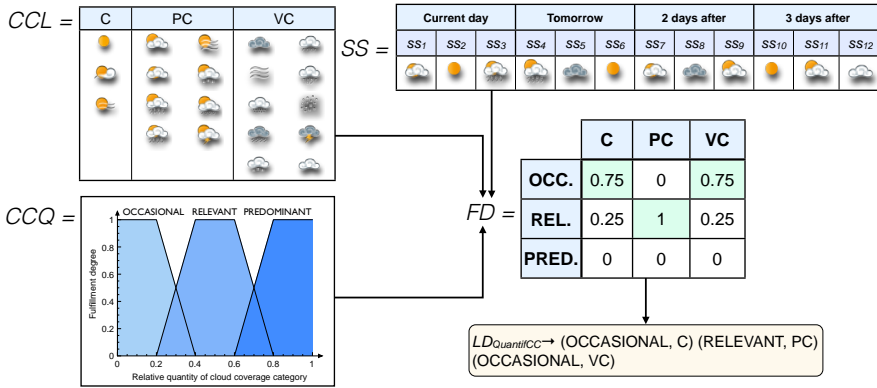 CCL =
C PC VC
SS =
Current day Tomorrow 2 days after 3 days after
SS1 SS2 SS3 SS4 SS5 SS6 SS7 SS8 SS9 SS10 SS11 SS12
CCQ =
OCCASIONAL RELEVANT PREDOMINANT
Fulfillment degree
1
0.8
0.6
0.4
0.2
0
0 0.2 0.4 0.6 0.8 1
Relative quantity of cloud coverage category
FD =
C PC VC
OCC. 0.75 0 0.75
REL. 0.25 1 0.25
PRED. 0 0 0
LDQuantifCC→ (OCCASIONAL, C) (RELEVANT, PC)
(OCCASIONAL, VC)